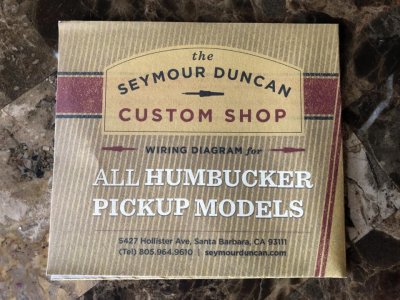 the
SEYMOUR DUNCAN
CUSTOM SHOP
WIRING DIAGRAM for
ALL HUMBUCKER
PICKUP MODELS
5427 Hollister Ave, Santa Barbara, CA 93111
(Tel) 805.964.9610 | seymourduncan.com